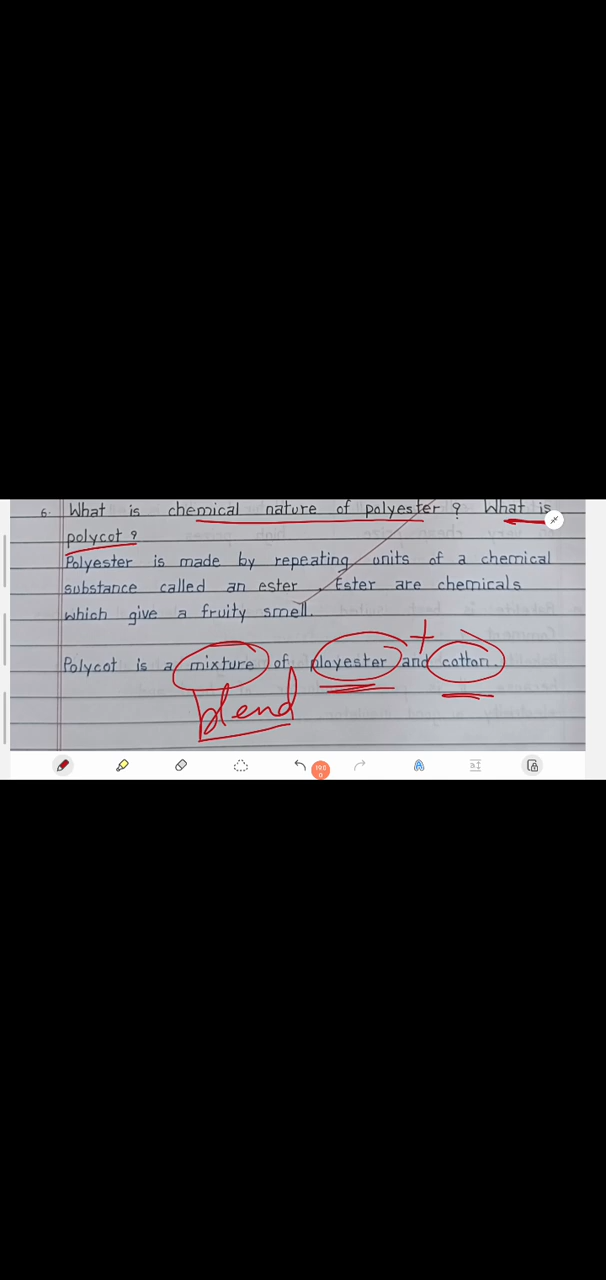 6. What is chemical nature of polyester ? What is
polycot ?
Polyester is made by repeating units of a chemical
substance called an ester . Ester are chemicals
which give a fruity smell.
+
Polycot is a mixture of ployester and cotton.
blend